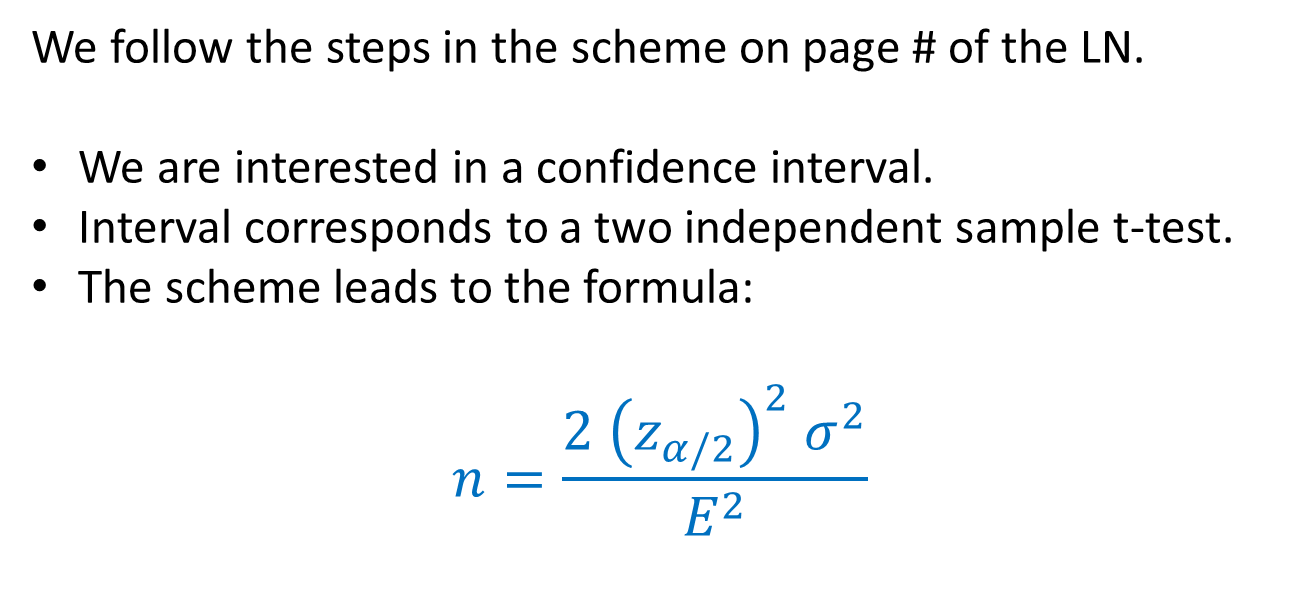 We follow the steps in the scheme on page # of the LN.
• We are interested in a confidence interval.
• Interval corresponds to a two independent sample t-test.
• The scheme leads to the formula:
n = \frac{2 (z_{α/2})^2 σ^2}{E^2}